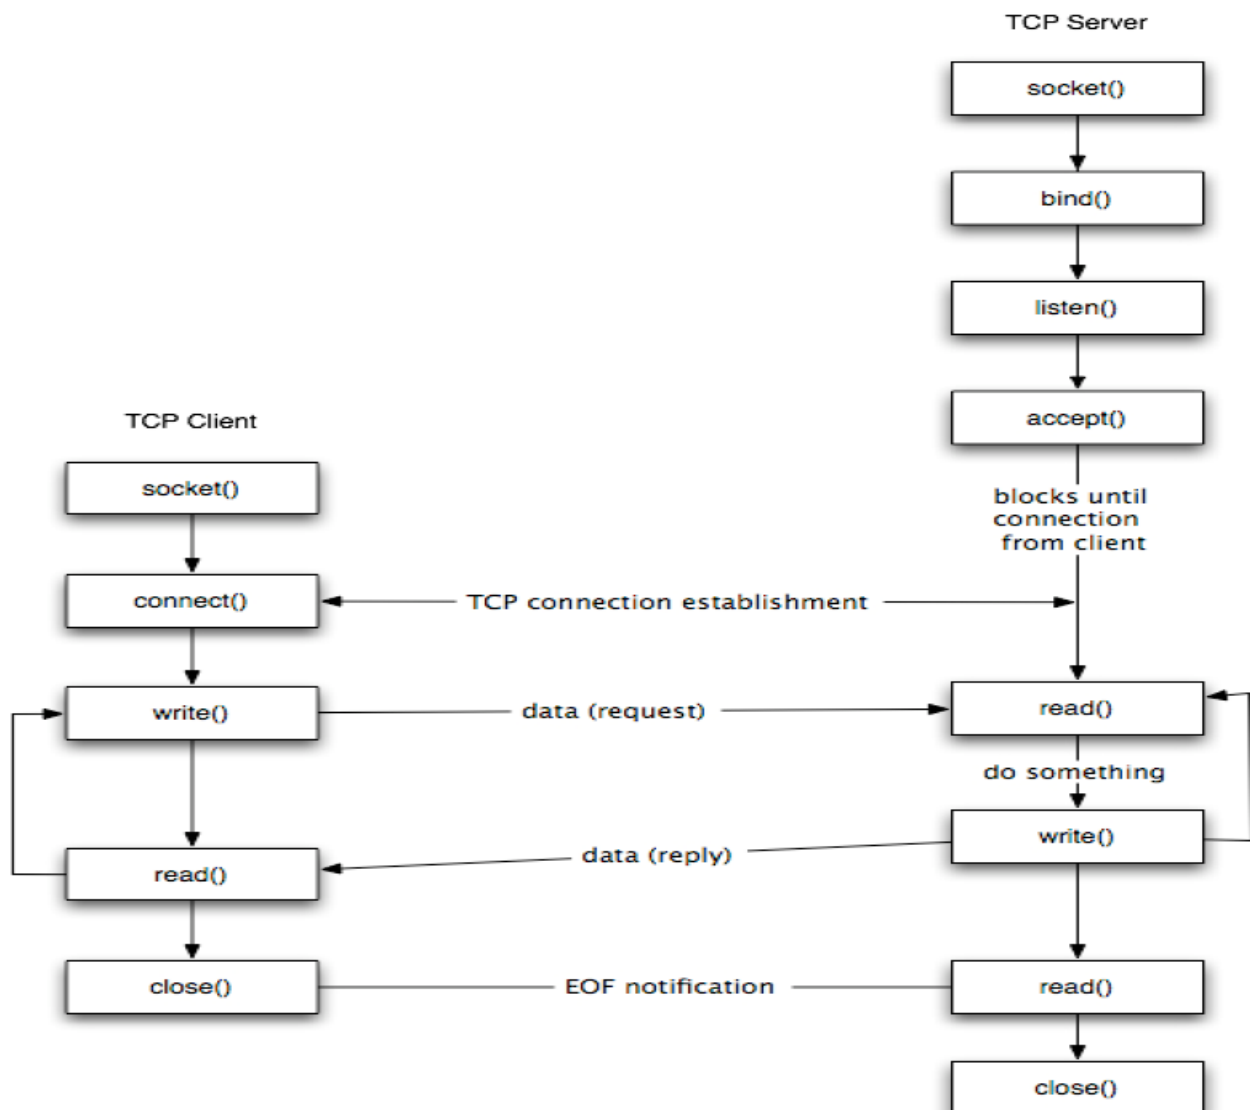 TCP Server
socket()
bind()
listen()
accept()
TCP Client
socket()
blocks until
connection
from client
connect()
TCP connection establishment
write()
data (request)
read()
do something
write()
data (reply)
read()
close()
EOF notification
read()
close()